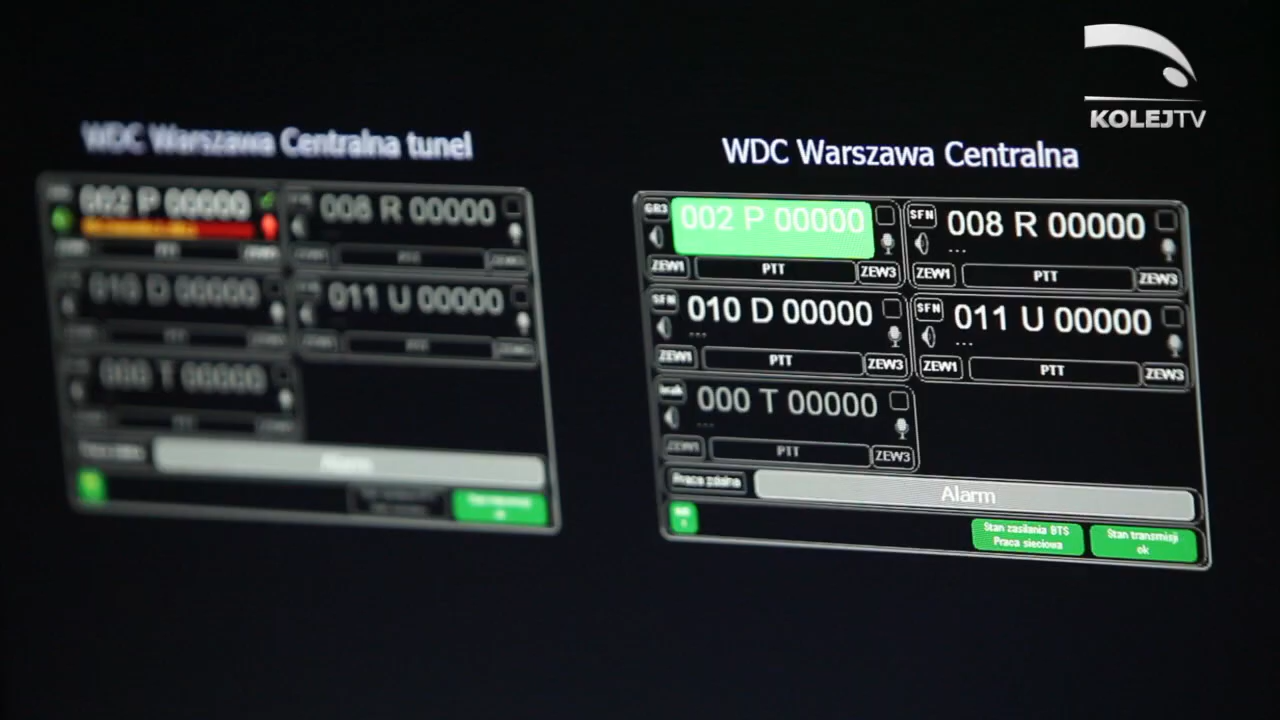 KOLEJTV
WDC Warszawa Centralna tunel
002 P 00000
008 R 00000
PTT
010 D 00000
011 U 00000
000 T 00000
Alarm
WDC Warszawa Centralna
GR3 002 P 00000
SFN 008 R 00000
...
ZEW1 PTT ZEW3
ZEW1 PTT ZEW3
SFN 010 D 00000
...
SFN 011 U 00000
...
ZEW1 PTT ZEW3
ZEW1 PTT ZEW3
brak 000 T 00000
...
ZEW1 PTT ZEW3
Praca zdalna
Alarm
Stan zasilania BTS
Praca sieciowa
Stan transmisji
ok